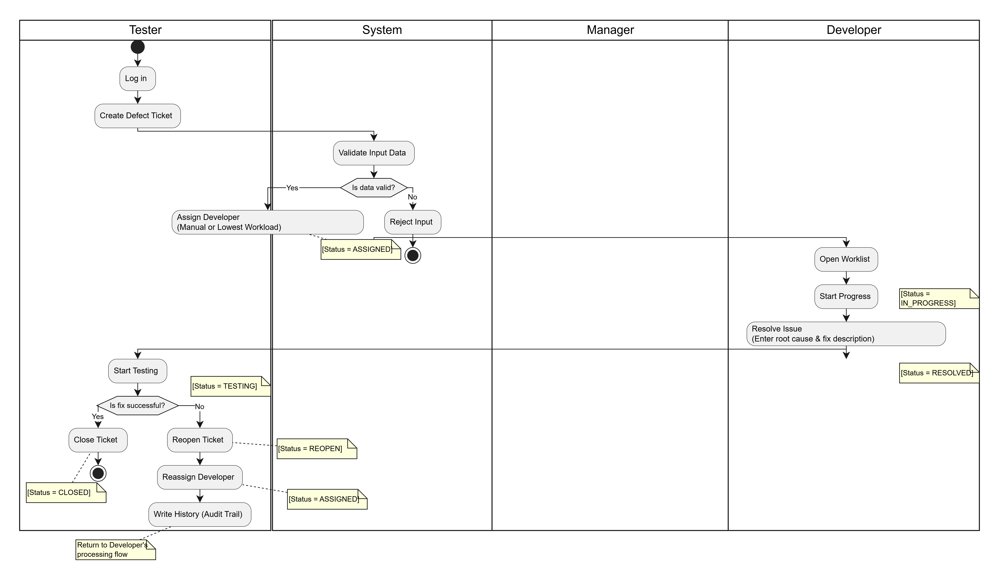 Tester
System
Manager
Developer
Log in
Create Defect Ticket
Validate Input Data
Is data valid?
Yes
No
Assign Developer
(Manual or Lowest Workload)
Reject Input
[Status = ASSIGNED]
Open Worklist
Start Progress
[Status =
IN_PROGRESS]
Resolve Issue
(Enter root cause & fix description)
Start Testing
[Status = RESOLVED]
[Status = TESTING]
Is fix successful?
Yes
No
Close Ticket
Reopen Ticket
[Status = REOPEN]
Reassign Developer
[Status = CLOSED]
[Status = ASSIGNED]
Write History (Audit Trail)
Return to Developer's
processing flow